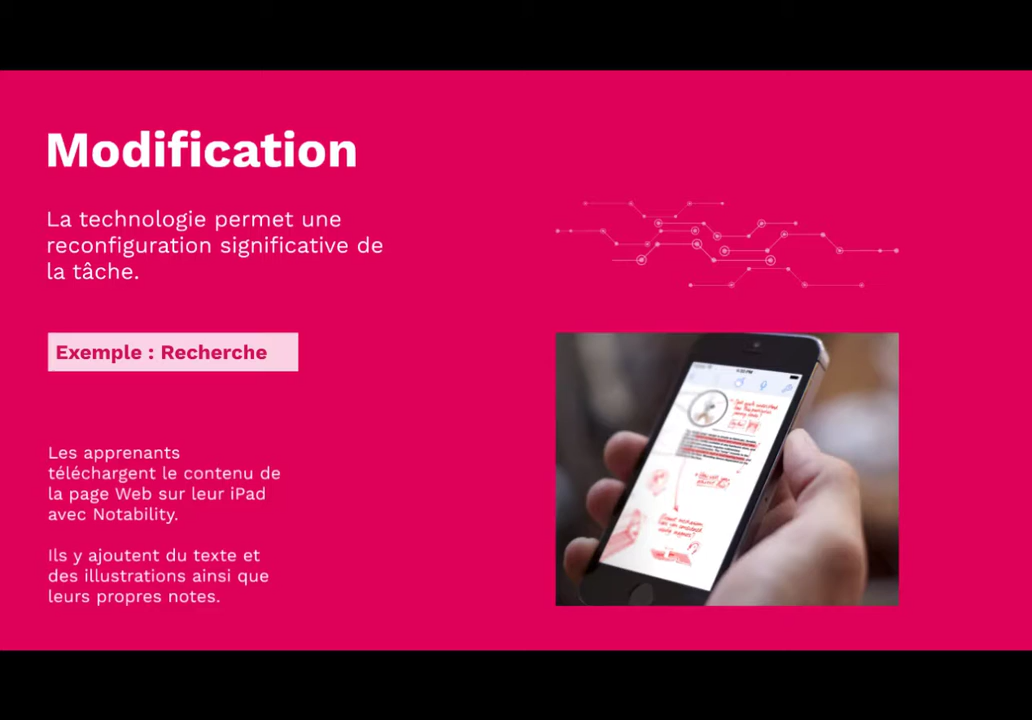 Modification
La technologie permet une
reconfiguration significative de
la tâche.
Exemple : Recherche
Les apprenants
téléchargent le contenu de
la page Web sur leur iPad
avec Notability.
Ils y ajoutent du texte et
des illustrations ainsi que
leurs propres notes.